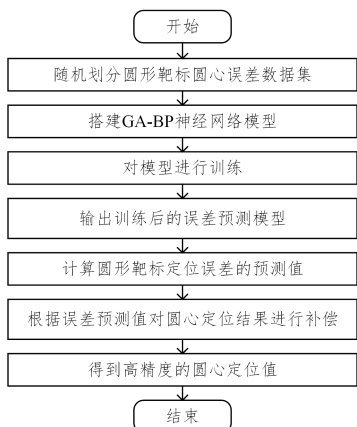 开始
随机划分圆形靶标圆心误差数据集
搭建GA-BP神经网络模型
对模型进行训练
输出训练后的误差预测模型
计算圆形靶标定位误差的预测值
根据误差预测值对圆心定位结果进行补偿
得到高精度的圆心定位值
结束